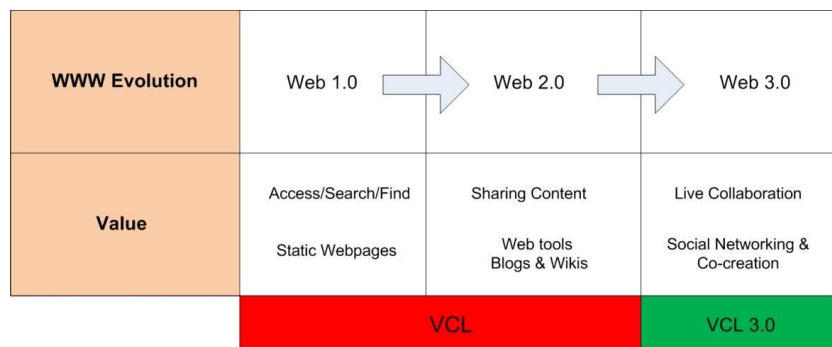 WWW Evolution
Web 1.0
Web 2.0
Web 3.0
Value
Access/Search/Find
Static Webpages
Sharing Content
Web tools
Blogs & Wikis
Live Collaboration
Social Networking &
Co-creation
VCL
VCL 3.0